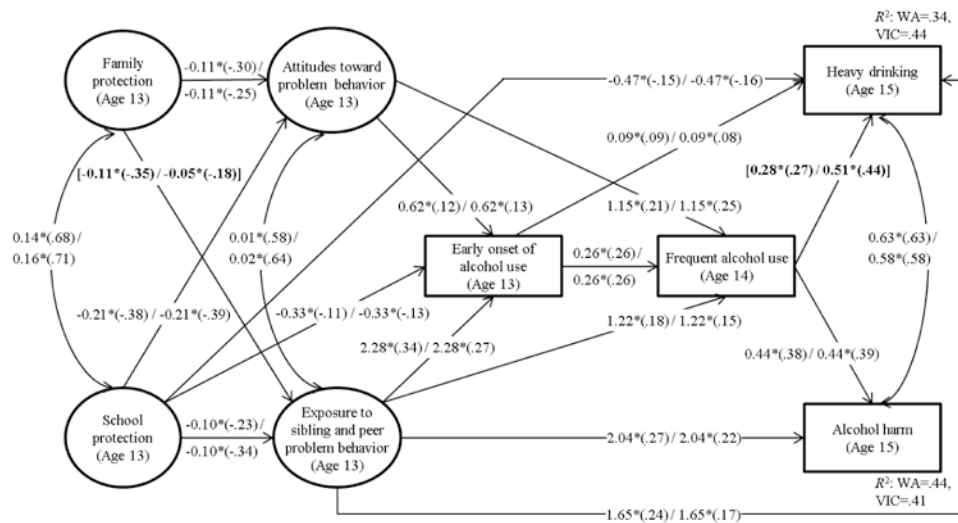 R²: WA=.34,
VIC=.44
Family
protection
(Age 13)
-0.11*(-.30)/
-0.11*(-.25)
Attitudes toward
problem behavior
(Age 13)
-0.47*(-.15) / -0.47*(-.16)
Heavy drinking
(Age 15)
0.09*(.09) / 0.09*(.08)
[-0.11*(-.35) / -0.05*(-.18)]
[0.28*(.27) / 0.51*(.44)]
0.62*(.12) / 0.62*(.13)
1.15*(.21) / 1.15*(.25)
0.14*(.68) /
0.16*(.71)
0.01*(.58) /
0.02*(.64)
Early onset of
alcohol use
(Age 13)
0.26*(.26) /
0.26*(.26)
Frequent alcohol use
(Age 14)
0.63*(.63) /
0.58*(.58)
-0.21*(-.38) / -0.21*(-.39)
-0.33*(-.11) / -0.33*(-.13)
1.22*(.18) / 1.22*(.15)
2.28*(.34) / 2.28*(.27)
0.44*(.38) / 0.44*(.39)
School
protection
(Age 13)
-0.10*(-.23) /
-0.10*(-.34)
Exposure to
sibling and peer
problem behavior
(Age 13)
2.04*(.27) / 2.04*(.22)
Alcohol harm
(Age 15)
R²: WA=.44,
VIC=.41
1.65*(.24) / 1.65*(.17)